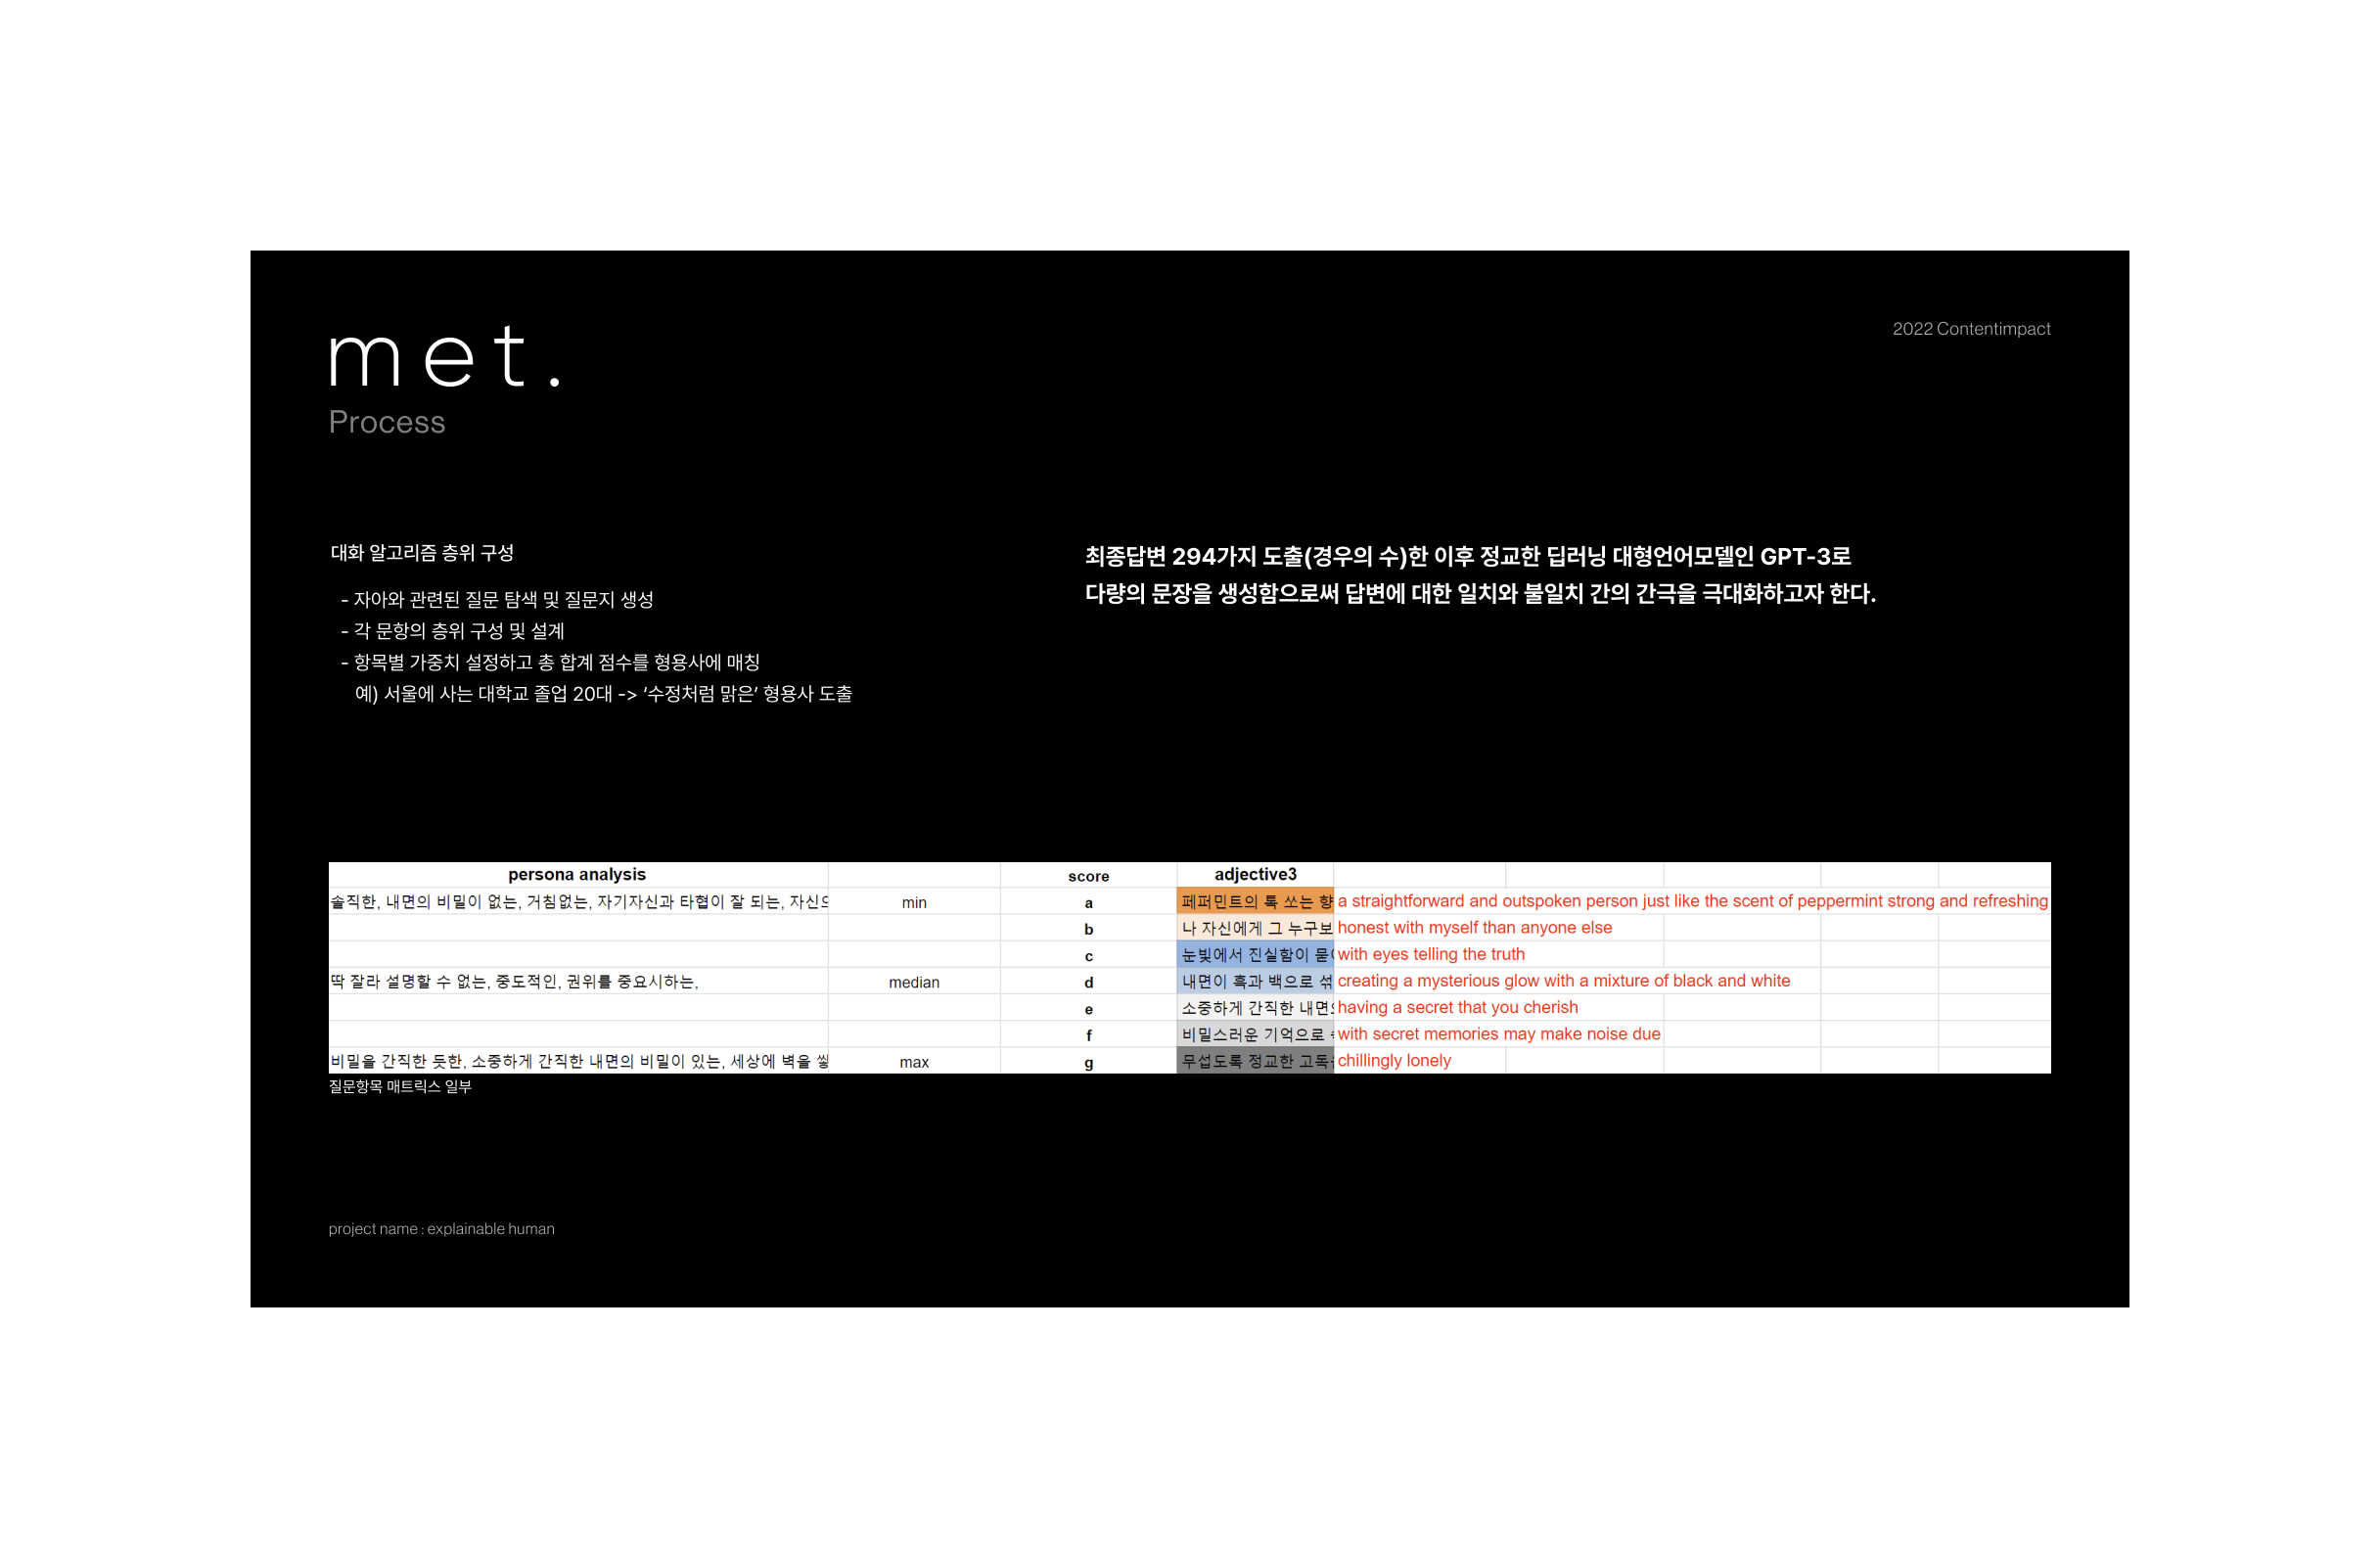 met.
2022 Contentimpact
Process
대화 알고리즘 층위 구성
- 자아와 관련된 질문 탐색 및 질문지 생성
- 각 문항의 층위 구성 및 설계
- 항목별 가중치 설정하고 총 합계 점수를 형용사에 매칭
예) 서울에 사는 대학교 졸업 20대 -> ‘수정처럼 맑은’ 형용사 도출
최종답변 294가지 도출(경우의 수)한 이후 정교한 딥러닝 대형언어모델인 GPT-3로
다량의 문장을 생성함으로써 답변에 대한 일치와 불일치 간의 간극을 극대화하고자 한다.
persona analysis score adjective3
솔직한, 내면의 비밀이 없는, 거침없는, 자기자신과 타협이 잘 되는, min a 페퍼민트의 톡 쏘는 향 a straightforward and outspoken person just like the scent of peppermint strong and refreshing
b 나 자신에게 그 누구보 honest with myself than anyone else
c 눈빛에서 진실함이 with eyes telling the truth
딱 잘라 설명할 수 없는, 중도적인, 권위를 중요시하는, median d 내면이 흑과 백으로 섞 creating a mysterious glow with a mixture of black and white
e 소중하게 간직한 having a secret that you cherish
f 비밀스러운 기억으로 with secret memories may make noise due
비밀을 간직한 듯한, 소중하게 간직한 내면의 비밀이 있는, 세상에 벽을 max g 무섭도록 정교한 chillingly lonely
질문항목 매트릭스 일부
project name : explainable human